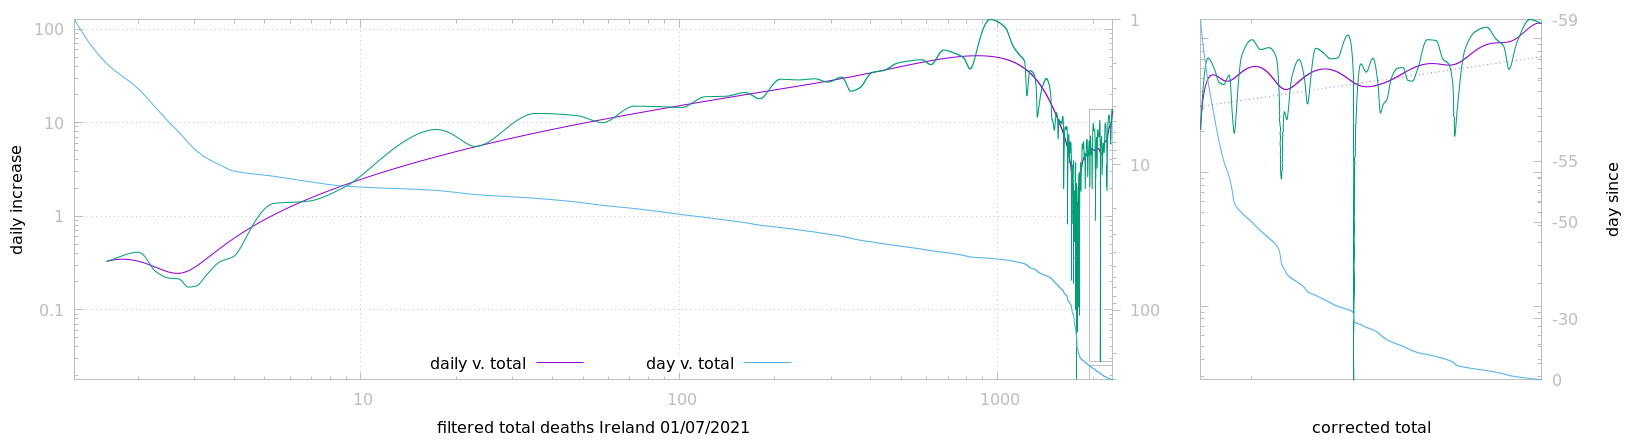 100
10
1
0.1
daily increase
daily v. total
day v. total
10
100
1000
filtered total deaths Ireland 01/07/2021
1
10
100
-59
-55
-50
-30
0
day since
corrected total